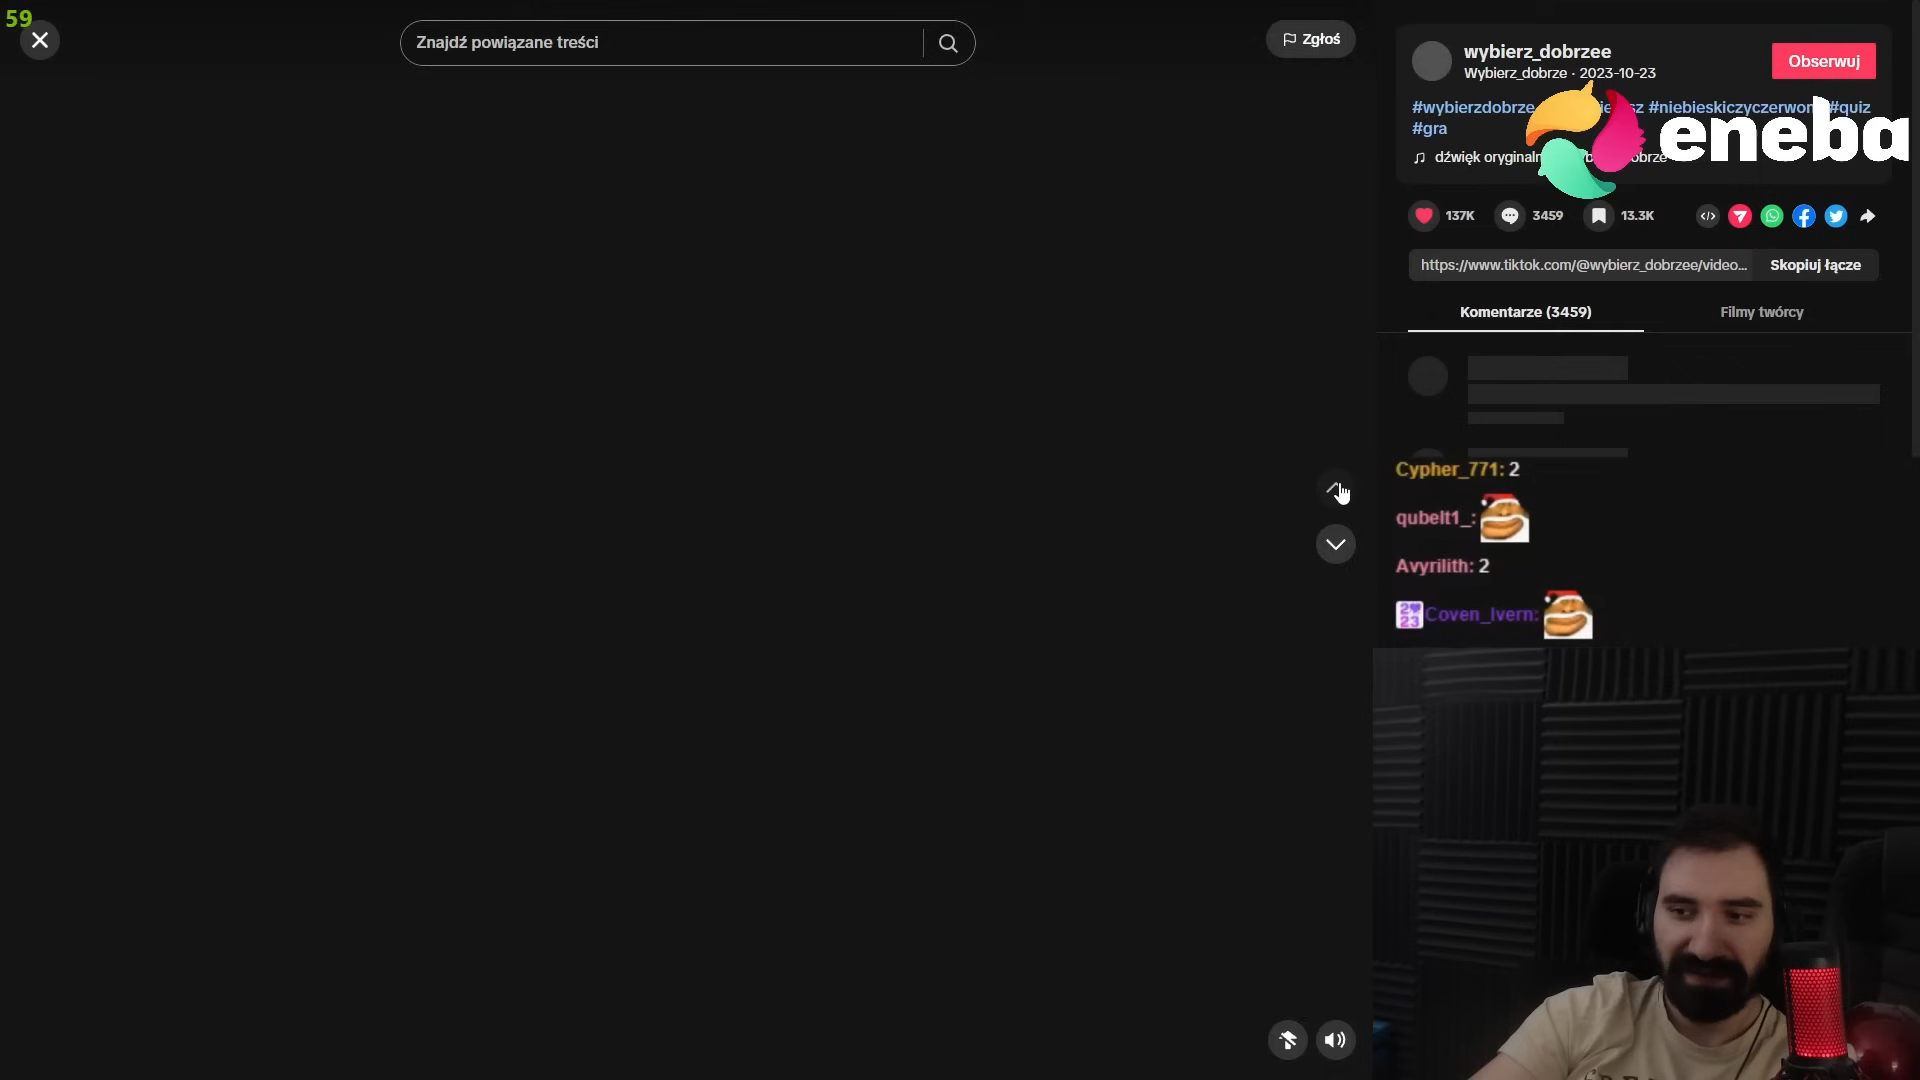 59
Znajdź powiązane treści
Zgłoś
wybierz_dobrzee
Wybierz_dobrze · 2023-10-23
Obserwuj
#wybierzdobrze #niebieskiczyczerwon #quiz
#gra
eneba
dźwięk oryginaln
137K
3459
13.3K
https://www.tiktok.com/@wybierz_dobrzee/video...
Skopiuj łącze
Komentarze (3459)
Filmy twórcy
Cypher_771: 2
qubelt1_:
Avyrilith: 2
Coven_Ivern: